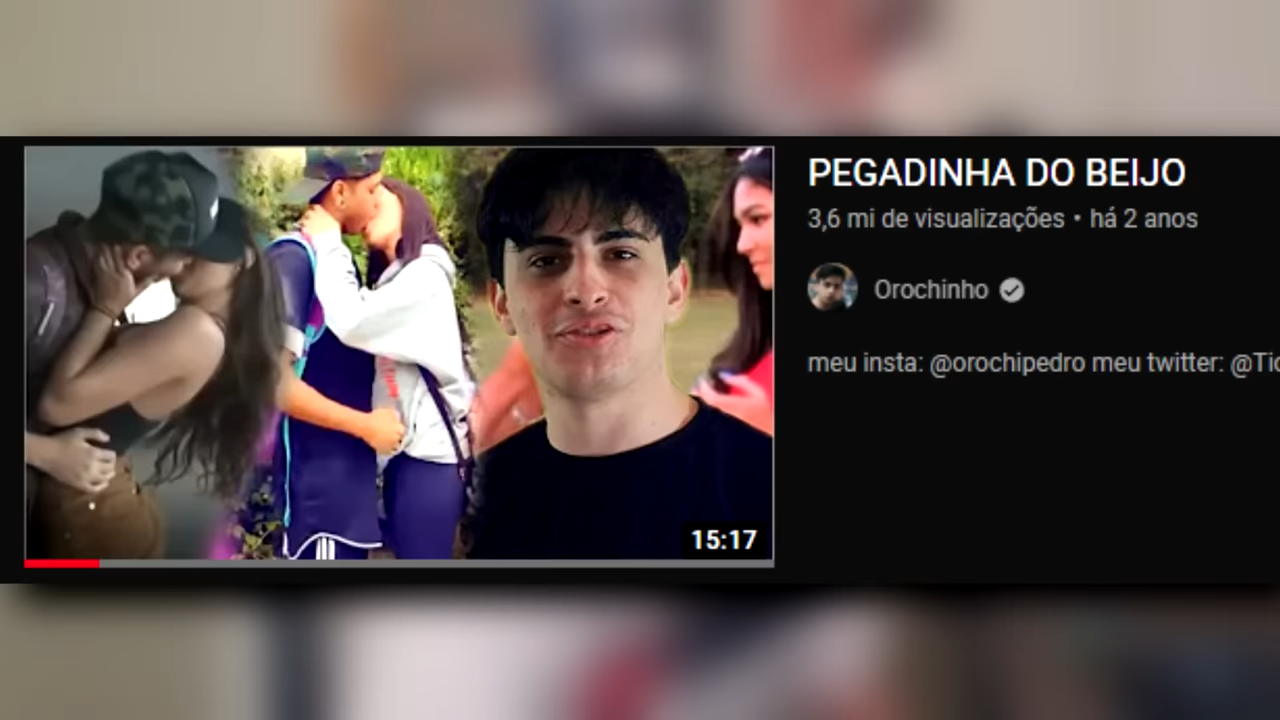 PEGADINHA DO BEIJO
3,6 mi de visualizações • há 2 anos
Orochinho
meu insta: @orochipedro meu twitter:
15:17